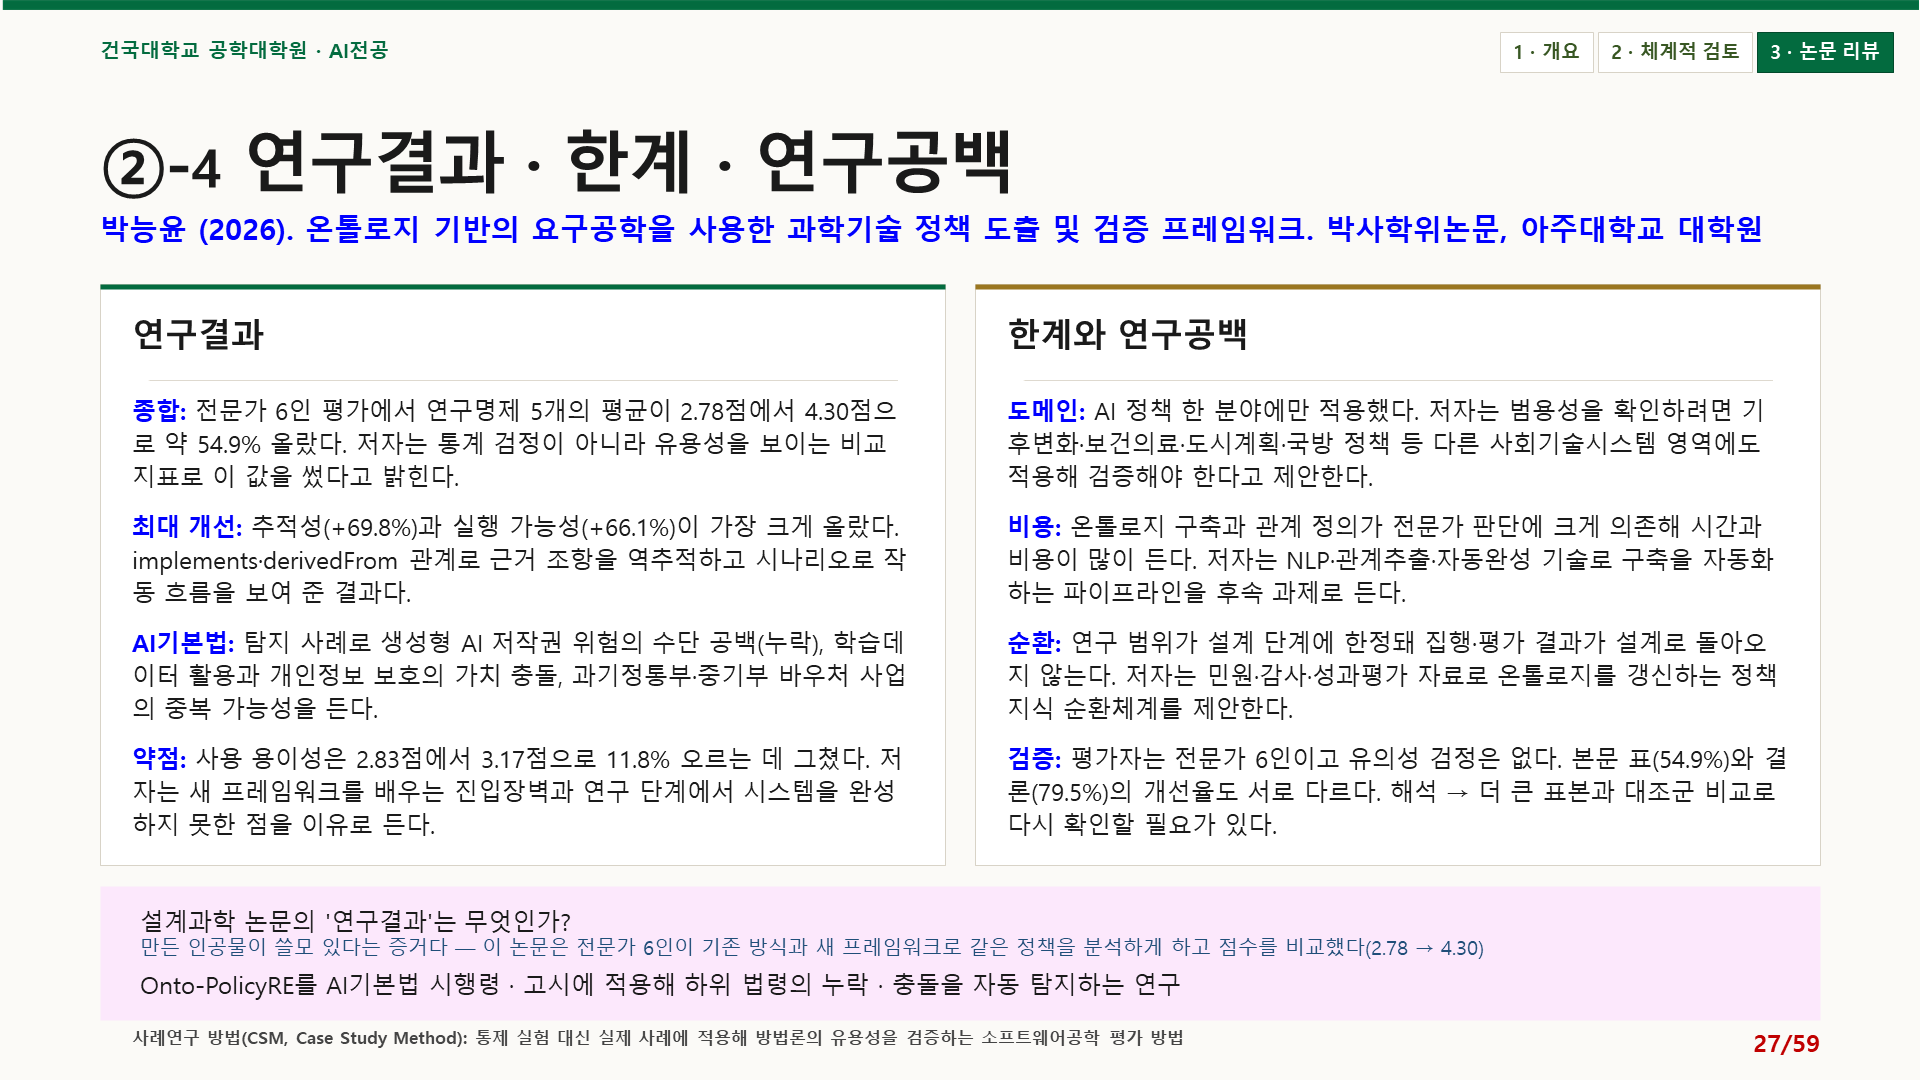 건국대학교 공학대학원 · AI전공
1 · 개요
2 · 체계적 검토
3 · 논문 리뷰
②-4 연구결과 · 한계 · 연구공백
박능윤 (2026). 온톨로지 기반의 요구공학을 사용한 과학기술 정책 도출 및 검증 프레임워크. 박사학위논문, 아주대학교 대학원
연구결과
종합: 전문가 6인 평가에서 연구명제 5개의 평균이 2.78점에서 4.30점으
로 약 54.9% 올랐다. 저자는 통계 검정이 아니라 유용성을 보이는 비교
지표로 이 값을 썼다고 밝힌다.
최대 개선: 추적성(+69.8%)과 실행 가능성(+66.1%)이 가장 크게 올랐다.
implements·derivedFrom 관계로 근거 조항을 역추적하고 시나리오로 작
동 흐름을 보여 준 결과다.
AI기본법: 탐지 사례로 생성형 AI 저작권 위험의 수단 공백(누락), 학습데
이터 활용과 개인정보 보호의 가치 충돌, 과기정통부·중기부 바우처 사업
의 중복 가능성을 든다.
약점: 사용 용이성은 2.83점에서 3.17점으로 11.8% 오르는 데 그쳤다. 저
자는 새 프레임워크를 배우는 진입장벽과 연구 단계에서 시스템을 완성
하지 못한 점을 이유로 든다.
한계와 연구공백
도메인: AI 정책 한 분야에만 적용했다. 저자는 범용성을 확인하려면 기
후변화·보건의료·도시계획·국방 정책 등 다른 사회기술시스템 영역에도
적용해 검증해야 한다고 제안한다.
비용: 온톨로지 구축과 관계 정의가 전문가 판단에 크게 의존해 시간과
비용이 많이 든다. 저자는 NLP·관계추출·자동완성 기술로 구축을 자동화
하는 파이프라인을 후속 과제로 든다.
순환: 연구 범위가 설계 단계에 한정돼 집행·평가 결과가 설계로 돌아오
지 않는다. 저자는 민원·감사·성과평가 자료로 온톨로지를 갱신하는 정책
지식 순환체계를 제안한다.
검증: 평가자는 전문가 6인이고 유의성 검정은 없다. 본문 표(54.9%)와 결
론(79.5%)의 개선율도 서로 다르다. 해석 → 더 큰 표본과 대조군 비교로
다시 확인할 필요가 있다.
설계과학 논문의 '연구결과'는 무엇인가?
만든 인공물이 쓸모 있다는 증거다 — 이 논문은 전문가 6인이 기존 방식과 새 프레임워크로 같은 정책을 분석하게 하고 점수를 비교했다(2.78 → 4.30)
Onto-PolicyRE를 AI기본법 시행령 · 고시에 적용해 하위 법령의 누락 · 충돌을 자동 탐지하는 연구
사례연구 방법(CSM, Case Study Method): 통제 실험 대신 실제 사례에 적용해 방법론의 유용성을 검증하는 소프트웨어공학 평가 방법
27/59